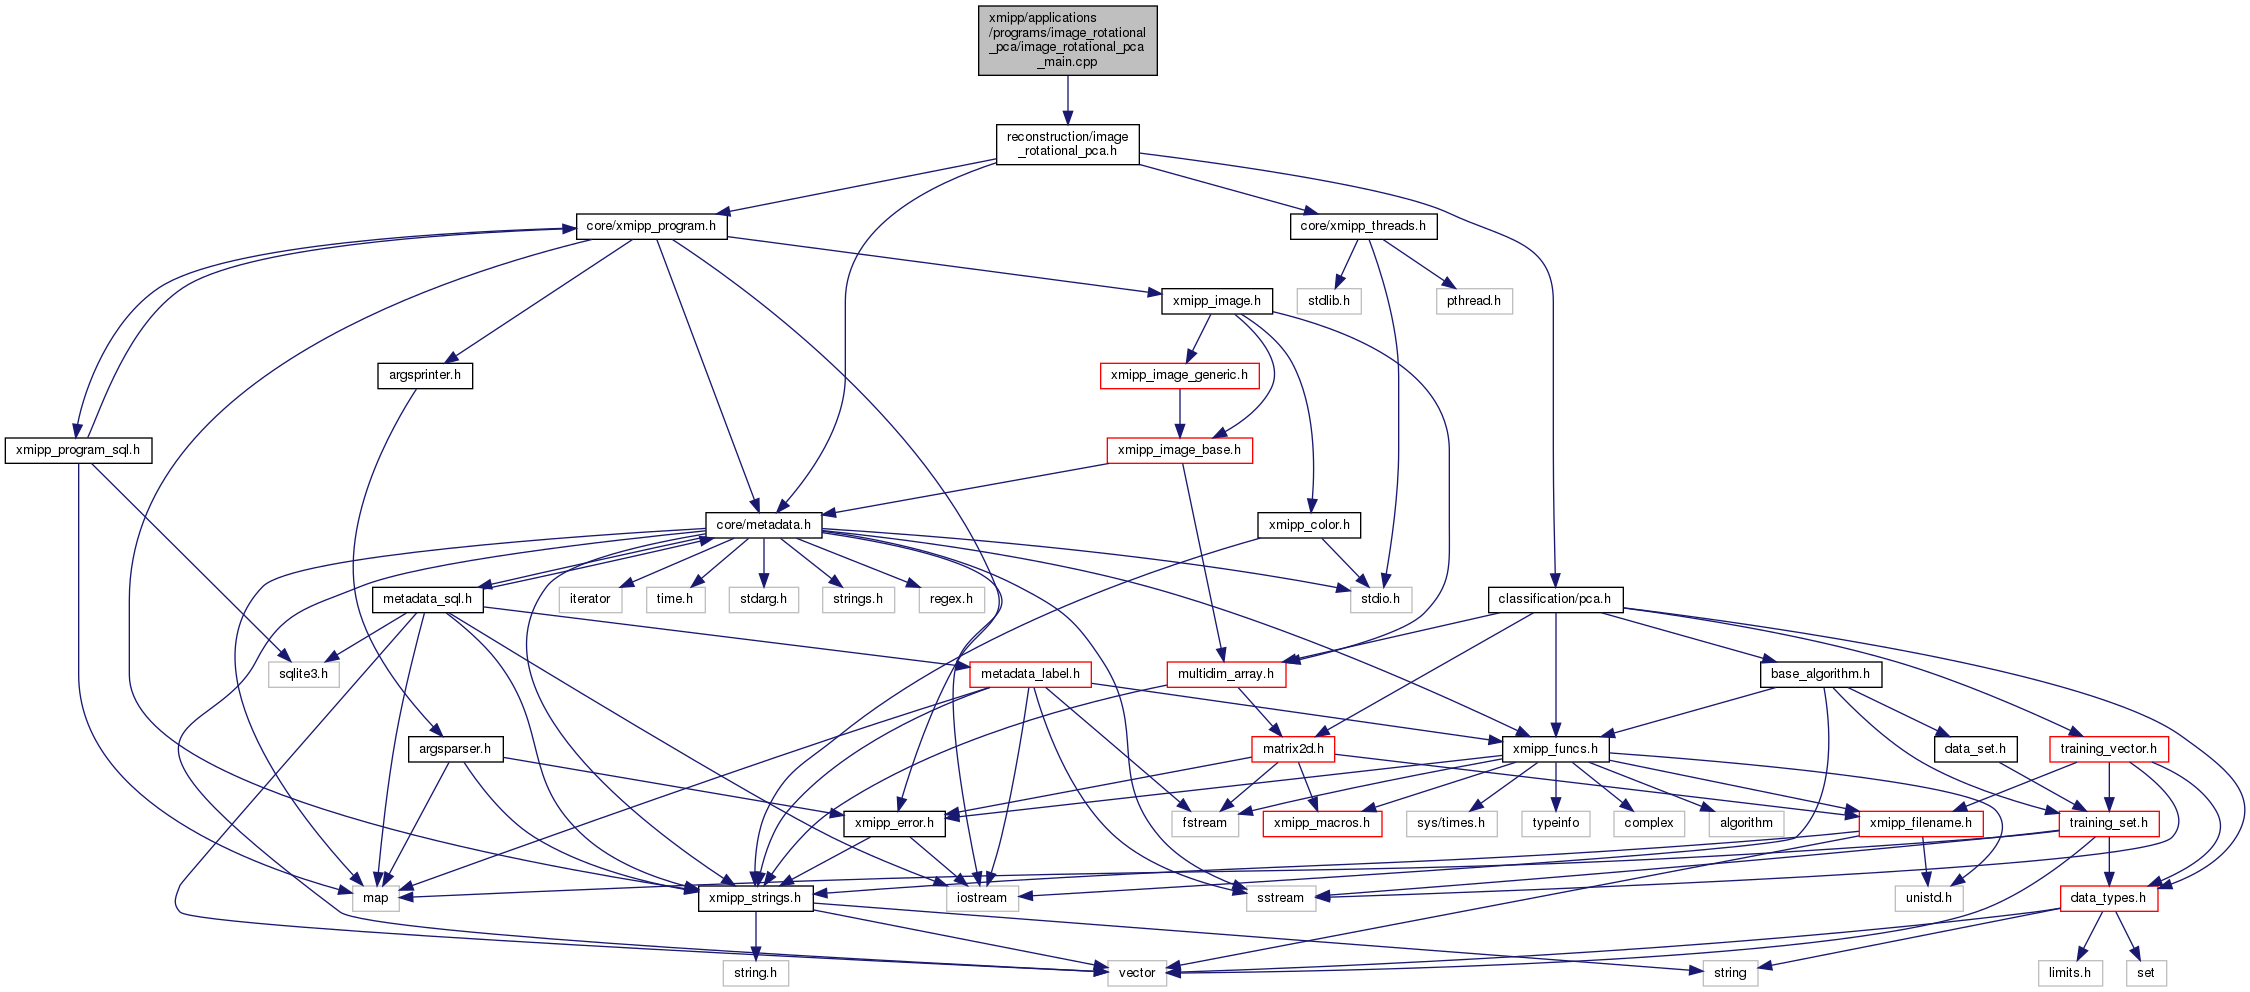 xmipp/applications
/programs/image_rotational
_pca/image_rotational_pca
_main.cpp
reconstruction/image
_rotational_pca.h
core/xmipp_program.h
core/xmipp_threads.h
xmipp_image.h
stdlib.h
pthread.h
argsprinter.h
xmipp_image_generic.h
xmipp_program_sql.h
xmipp_image_base.h
core/metadata.h
xmipp_color.h
metadata_sql.h
iterator
time.h
stdarg.h
strings.h
regex.h
stdio.h
classification/pca.h
sqlite3.h
metadata_label.h
multidim_array.h
base_algorithm.h
argsparser.h
matrix2d.h
xmipp_funcs.h
data_set.h
training_vector.h
xmipp_error.h
fstream
xmipp_macros.h
sys/times.h
typeinfo
complex
algorithm
xmipp_filename.h
training_set.h
map
xmipp_strings.h
iostream
sstream
unistd.h
data_types.h
string.h
vector
string
limits.h
set